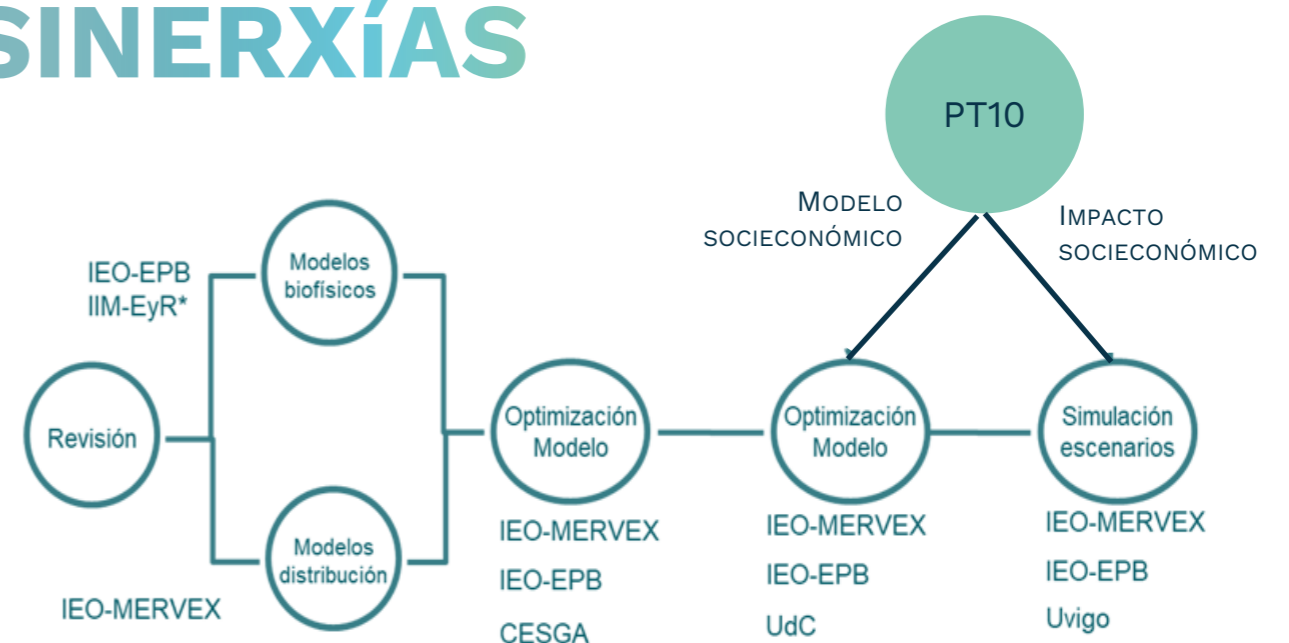 SINERXÍAS
PT10
MODELO
SOCIECONÓMICO
IMPACTO
SOCIECONÓMICO
IEO-EPB
IIM-EyR*
Modelos
biofísicos
Revisión
Modelos
distribución
IEO-MERVEX
Optimización
Modelo
IEO-MERVEX
IEO-EPB
CESGA
Optimización
Modelo
IEO-MERVEX
IEO-EPB
UdC
Simulación
escenarios
IEO-MERVEX
IEO-EPB
Uvigo